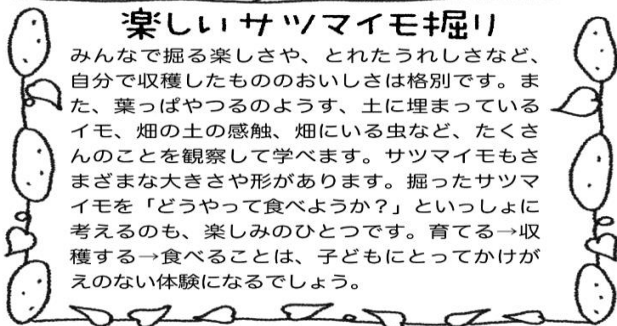 楽しいサツマイモ掘り
みんなで掘る楽しさや、とれたうれしさなど、
自分で収穫したもののおいしさは格別です。ま
た、葉っぱやつるのようす、土に埋まっている
イモ、畑の土の感触、畑にいる虫など、たくさ
んのことを観察して学べます。サツマイモもさ
まざまな大きさや形があります。掘ったサツマ
イモを「どうやって食べようか？」といっしょに
考えるのも、楽しみのひとつです。育てる→収
穫する→食べることは、子どもにとってかけが
えのない体験になるでしょう。